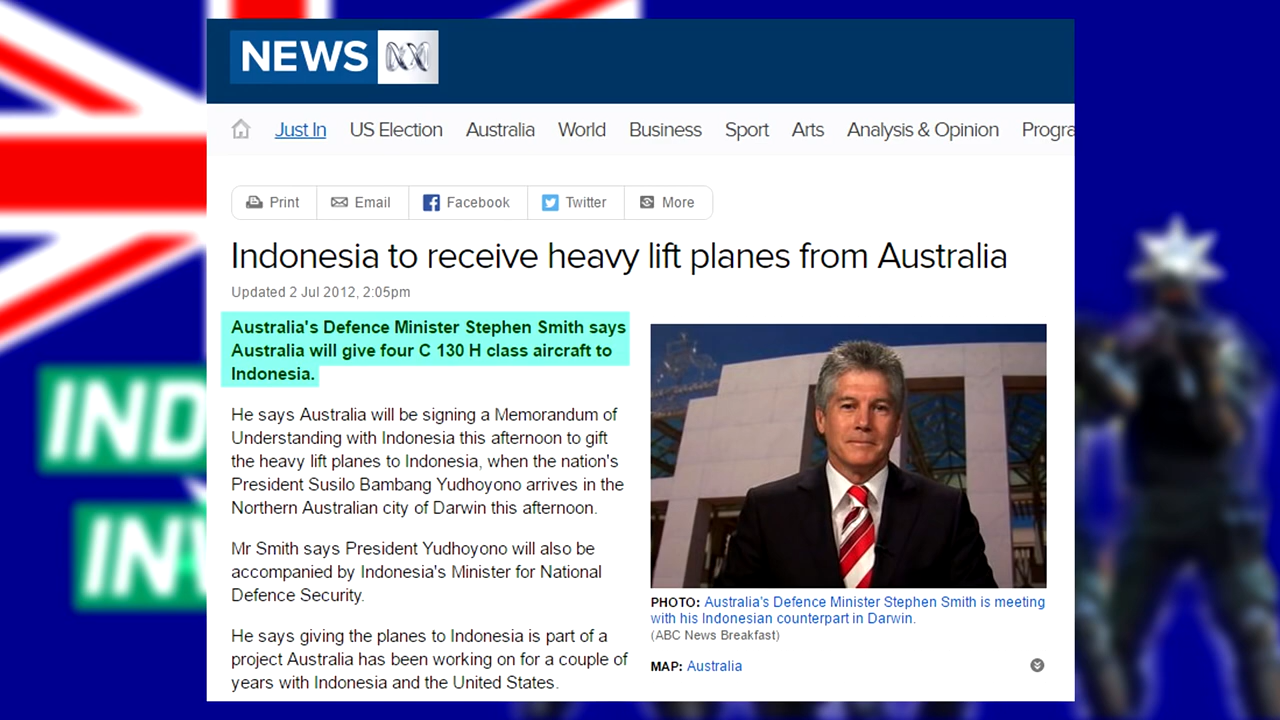 NEWS
Just In US Election Australia World Business Sport Arts Analysis & Opinion Progra
Print Email Facebook Twitter More
Indonesia to receive heavy lift planes from Australia
Updated 2 Jul 2012, 2:05pm
Australia's Defence Minister Stephen Smith says
Australia will give four C 130 H class aircraft to
Indonesia.
He says Australia will be signing a Memorandum of
Understanding with Indonesia this afternoon to gift
the heavy lift planes to Indonesia, when the nation's
President Susilo Bambang Yudhoyono arrives in the
Northern Australian city of Darwin this afternoon.
Mr Smith says President Yudhoyono will also be
accompanied by Indonesia's Minister for National
Defence Security.
He says giving the planes to Indonesia is part of a
project Australia has been working on for a couple of
years with Indonesia and the United States.
PHOTO: Australia's Defence Minister Stephen Smith is meeting
with his Indonesian counterpart in Darwin.
(ABC News Breakfast)
MAP: Australia
IND
INV